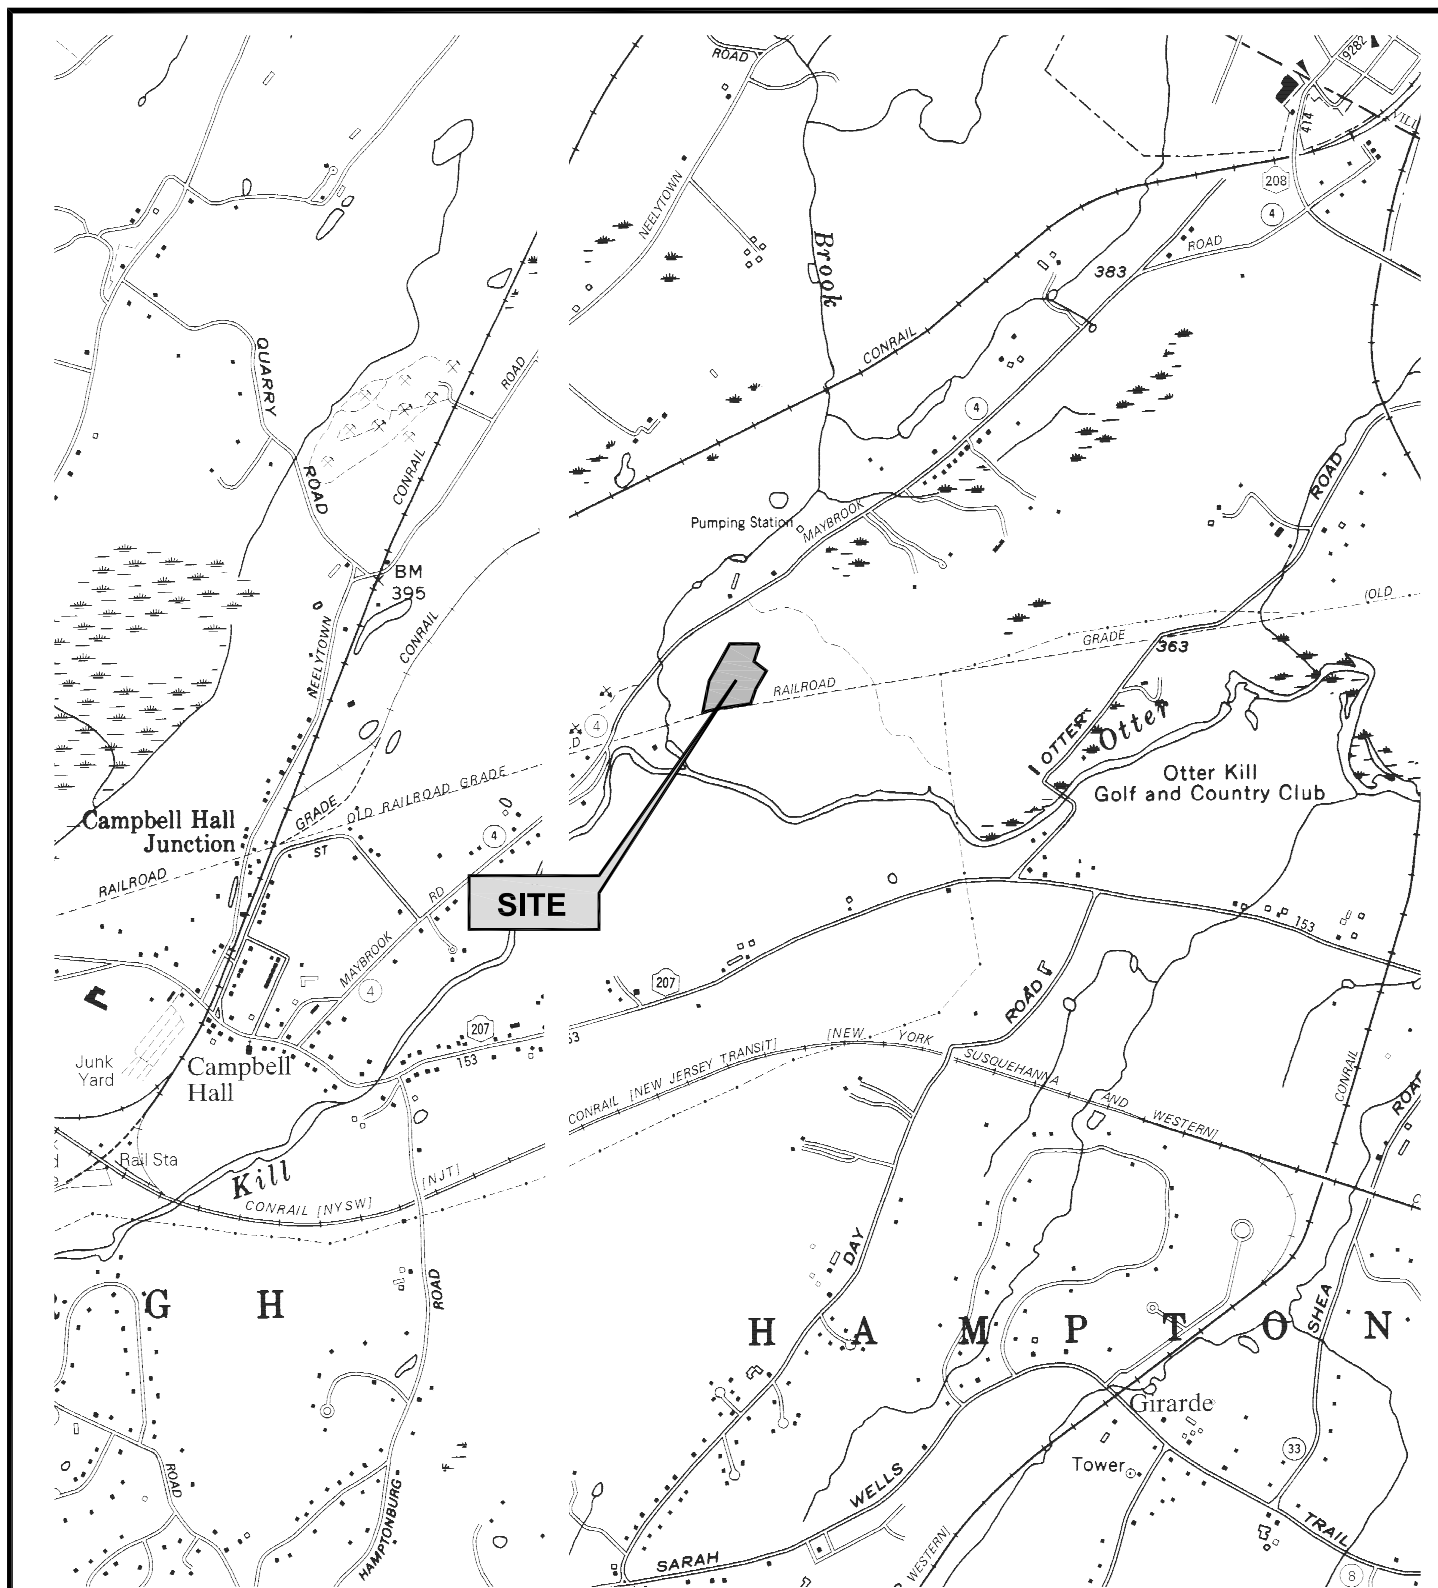 ROAD
9282
414
VILL
208
4
NEELYTOWN
Brook
383
ROAD
CONRAIL
QUARRY
ROAD
4
ROAD
CONRAIL
ROAD
Pumping Station
MAYBROOK
BM
395
(OLD
CONRAIL
GRADE
363
NEELYTOWN
RAILROAD
4
D
OTTER
Otter
Otter Kill
Golf and Country Club
OLD RAILROAD GRADE
GRADE
Campbell Hall
Junction
ST
4
RAILROAD
RD
SITE
153
MAYBROOK
4
207
ROAD
207
153
53
[NEW
YORK
Junk
Yard
Campbell
Hall
CONRAIL [NEW JERSEY TRANSIT]
SUSQUEHANNA
AND
WESTERN]
CONRAIL
ROAD
Rail Sta
Kill
[NJT]
CONRAIL [NYSW]
DAY
ROAD
G H
SHEA
H A M P T O N
Girarde
33
Tower
ROAD
HAMPTONBURG
WELLS
TRAIL
SARAH
WESTERN]
8